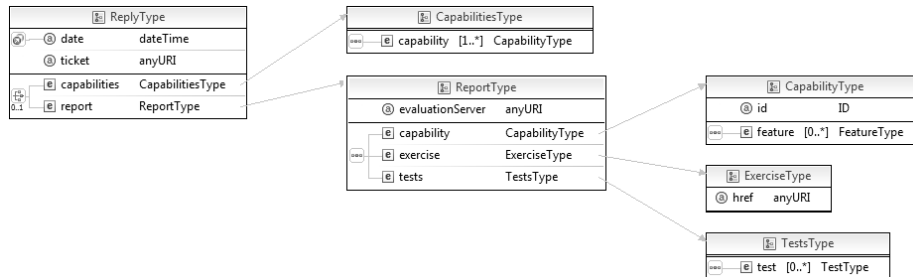 ReplyType
date dateTime
ticket anyURI
capabilities CapabilitiesType
0..1 report ReportType
CapabilitiesType
capability [1..*] CapabilityType
ReportType
evaluationServer anyURI
capability CapabilityType
exercise ExerciseType
tests TestsType
CapabilityType
id ID
feature [0..*] FeatureType
ExerciseType
href anyURI
TestsType
test [0..*] TestType